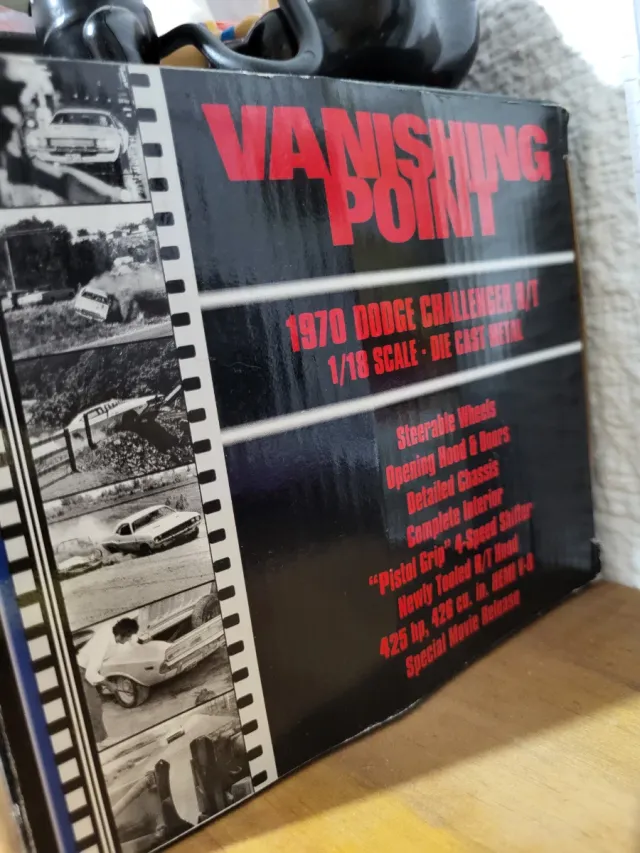 VANISHING
POINT
1970 DODGE CHALLENGER R/T
1/18 SCALE · DIE CAST METAL
Steerable Wheels
Opening Hood & Doors
Detailed Chassis
Complete Interior
"Pistol Grip" 4-Speed Shifter
Newly Tooled R/T Hood
425 hp, 426 cu. in. HEMI V-8
Special Movie Release